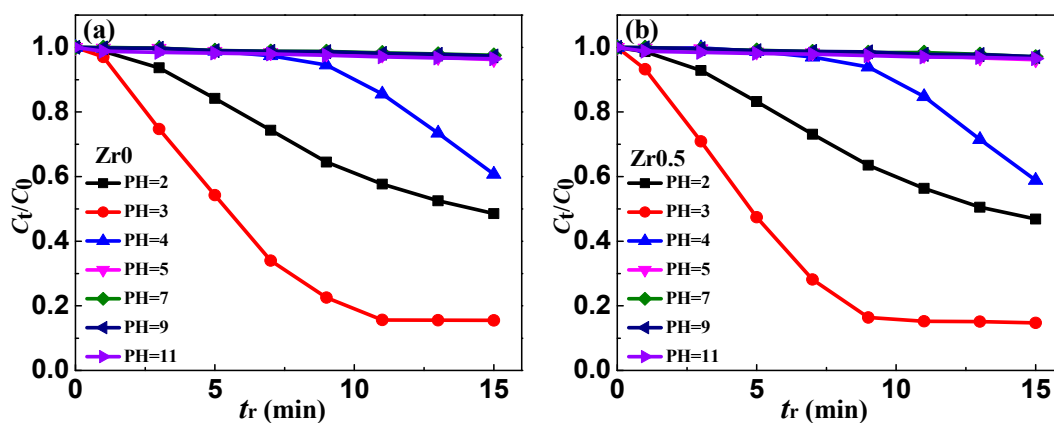 (a)
1.0
0.8
0.6
0.4
0.2
0.0
Ct/C0
Zr0
PH=2
PH=3
PH=4
PH=5
PH=7
PH=9
PH=11
0 5 10 15
tr (min)
(b)
1.0
0.8
0.6
0.4
0.2
0.0
Ct/C0
Zr0.5
PH=2
PH=3
PH=4
PH=5
PH=7
PH=9
PH=11
0 5 10 15
tr (min)